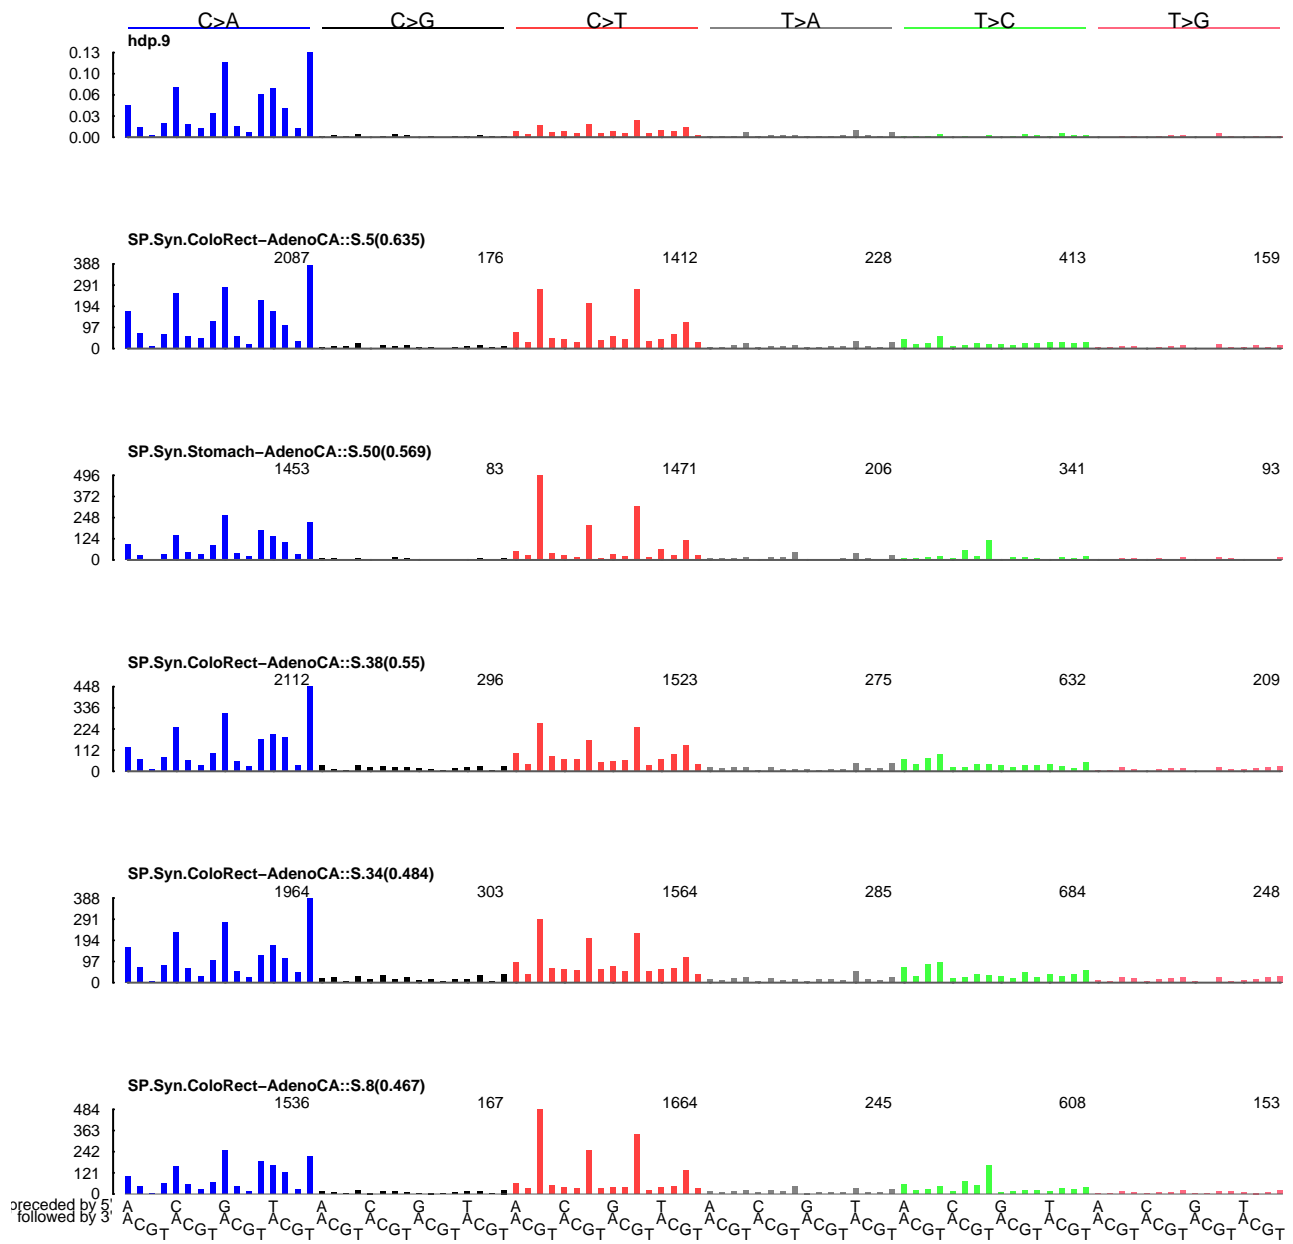 C>A C>G C>T T>A T>C T>G
hdp.9
0.13
0.10
0.06
0.03
0.00
SP.Syn.ColoRect−AdenoCA::S.5(0.635)
2087 176 1412 228 413 159
388
291
194
97
0
SP.Syn.Stomach−AdenoCA::S.50(0.569)
1453 83 1471 206 341 93
496
372
248
124
0
SP.Syn.ColoRect−AdenoCA::S.38(0.55)
2112 296 1523 275 632 209
448
336
224
112
0
SP.Syn.ColoRect−AdenoCA::S.34(0.484)
1964 303 1564 285 684 248
388
291
194
97
0
SP.Syn.ColoRect−AdenoCA::S.8(0.467)
1536 167 1664 245 608 153
484
363
242
121
0
preceded by 5' A C G T A C G T A C G T A C G T A C G T A C G T
followed by 3' A C G T A C G T A C G T A C G T A C G T A C G T A C G T A C G T A C G T A C G T A C G T A C G T A C G T A C G T A C G T A C G T A C G T A C G T A C G T A C G T A C G T A C G T A C G T A C G T